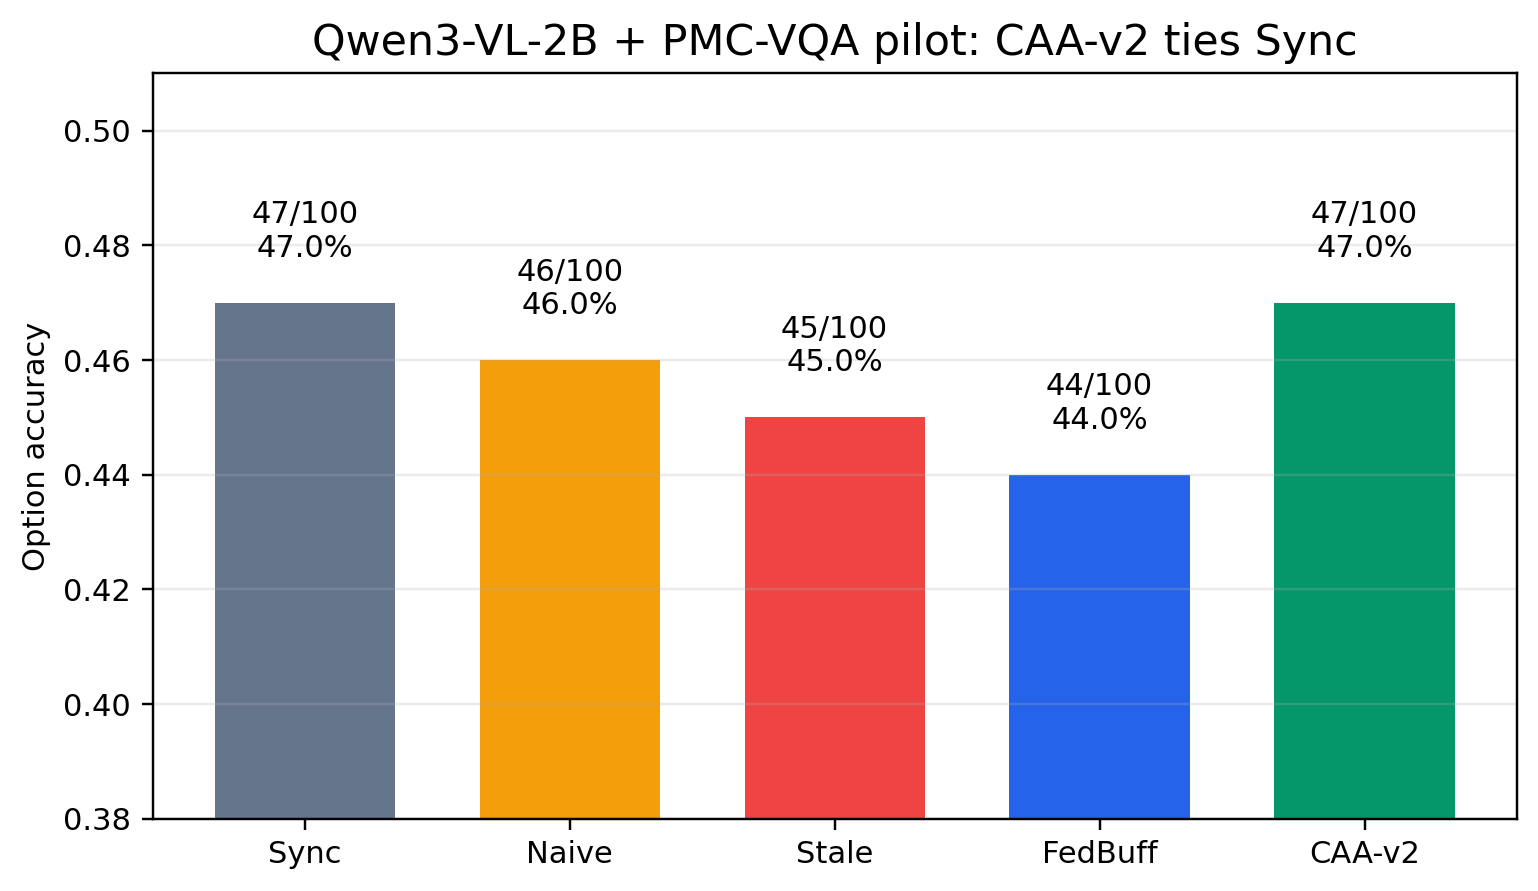 Qwen3-VL-2B + PMC-VQA pilot: CAA-v2 ties Sync
Option accuracy
0.50
0.48
0.46
0.44
0.42
0.40
0.38
47/100
47.0%
46/100
46.0%
45/100
45.0%
44/100
44.0%
47/100
47.0%
Sync
Naive
Stale
FedBuff
CAA-v2